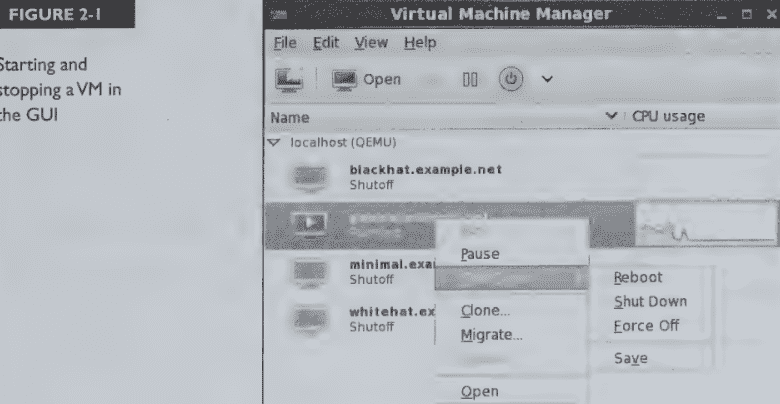 FIGURE 2-1
Starting and
stopping a VM in
the GUI
Virtual Machine Manager
File Edit View Help
Open
Name CPU usage
localhost (QEMU)
blackhat.example.net
Shutoff
minimal.exa
Shutoff
whitehat.ex
Shutoff
Pause
Clone...
Migrate...
Open
Reboot
Shut Down
Force Off
Save